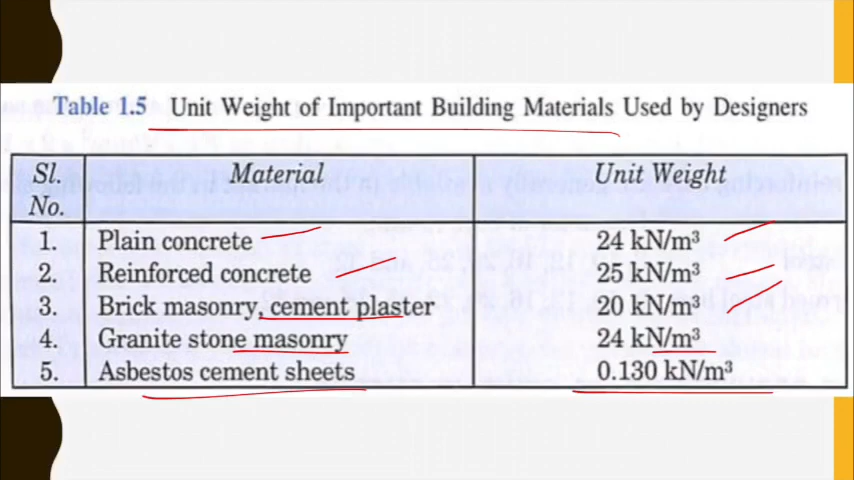 Table 1.5 Unit Weight of Important Building Materials Used by Designers
Sl. No. Material Unit Weight
1. Plain concrete 24 kN/m³
2. Reinforced concrete 25 kN/m³
3. Brick masonry, cement plaster 20 kN/m³
4. Granite stone masonry 24 kN/m³
5. Asbestos cement sheets 0.130 kN/m³